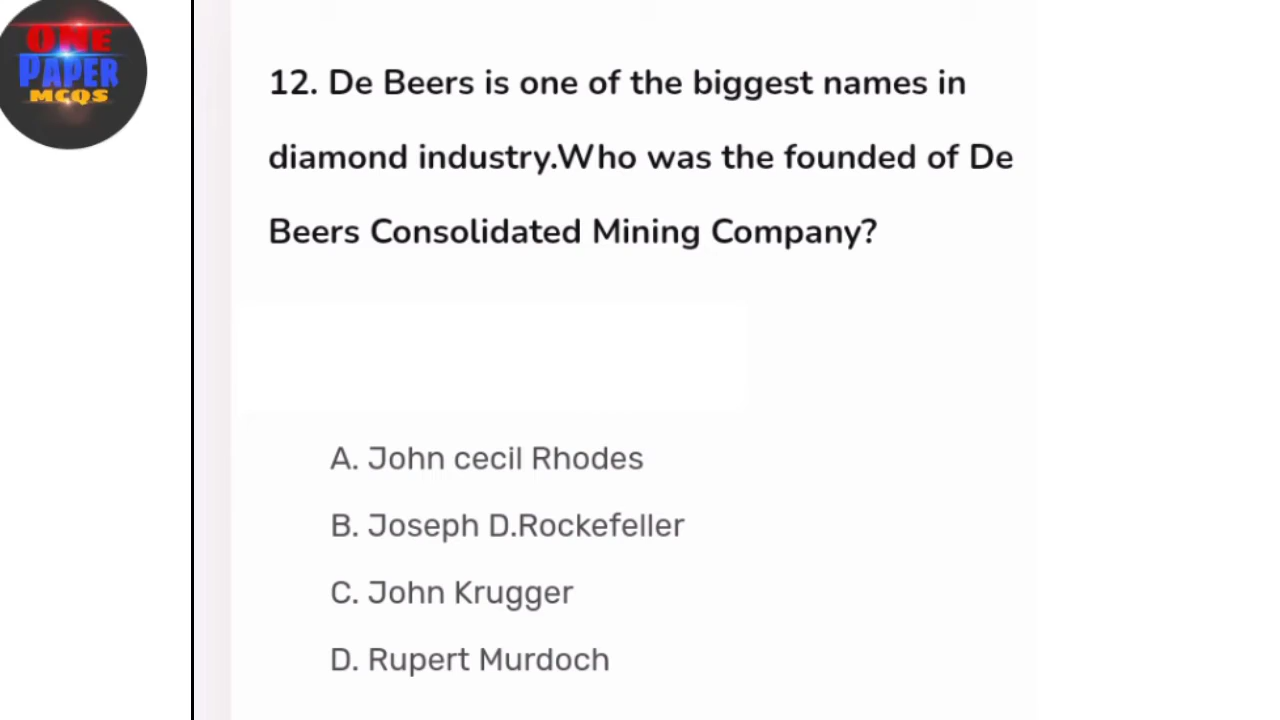 ONE
PAPER
MCQS
12. De Beers is one of the biggest names in
diamond industry.Who was the founded of De
Beers Consolidated Mining Company?
A. John cecil Rhodes
B. Joseph D.Rockefeller
C. John Krugger
D. Rupert Murdoch